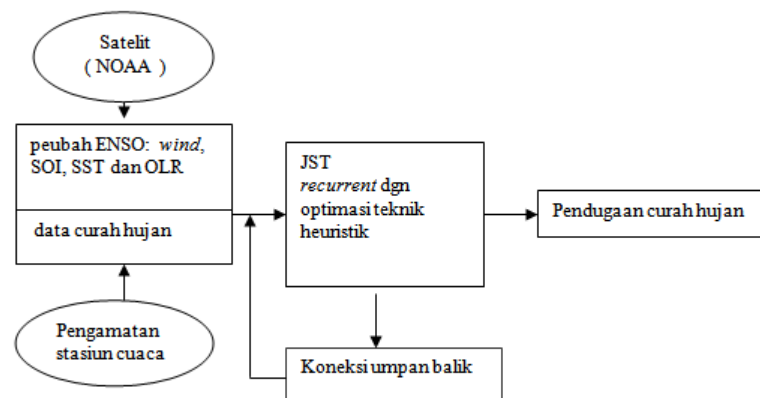 Satelit
( NOAA )
peubah ENSO: wind,
SOI, SST dan OLR
data curah hujan
Pengamatan
stasiun cuaca
JST
recurrent dgn
optimasi teknik
heuristik
Koneksi umpan balik
Pendugaan curah hujan